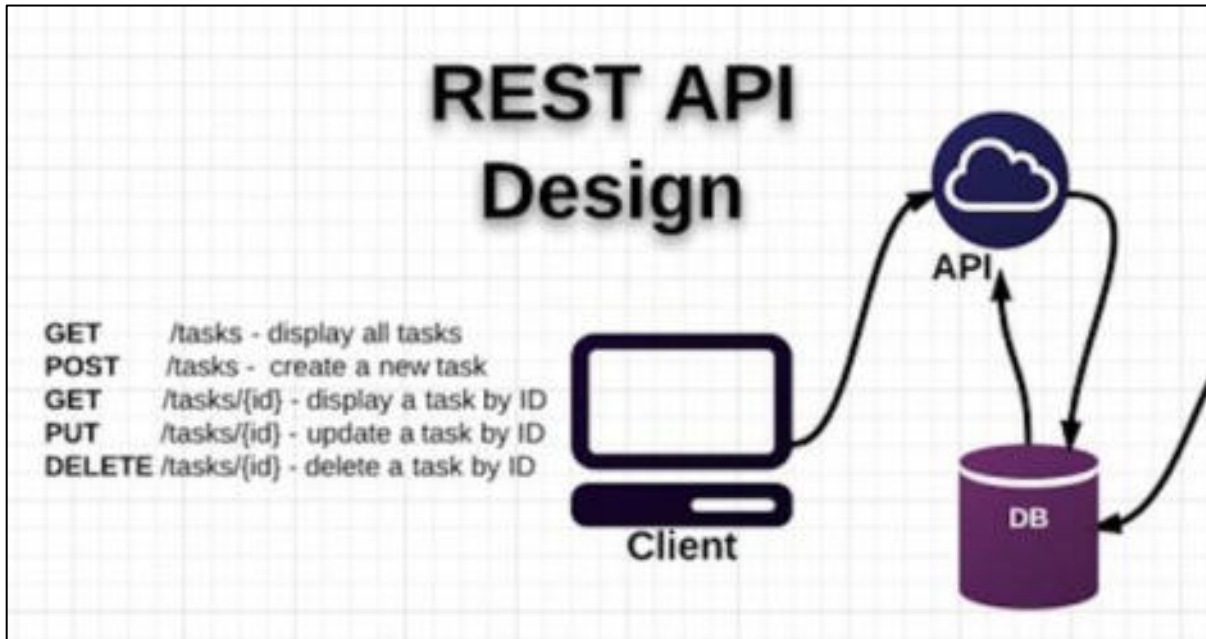 REST API
Design
GET /tasks - display all tasks
POST /tasks - create a new task
GET /tasks/{id} - display a task by ID
PUT /tasks/{id} - update a task by ID
DELETE /tasks/{id} - delete a task by ID
Client
API
DB